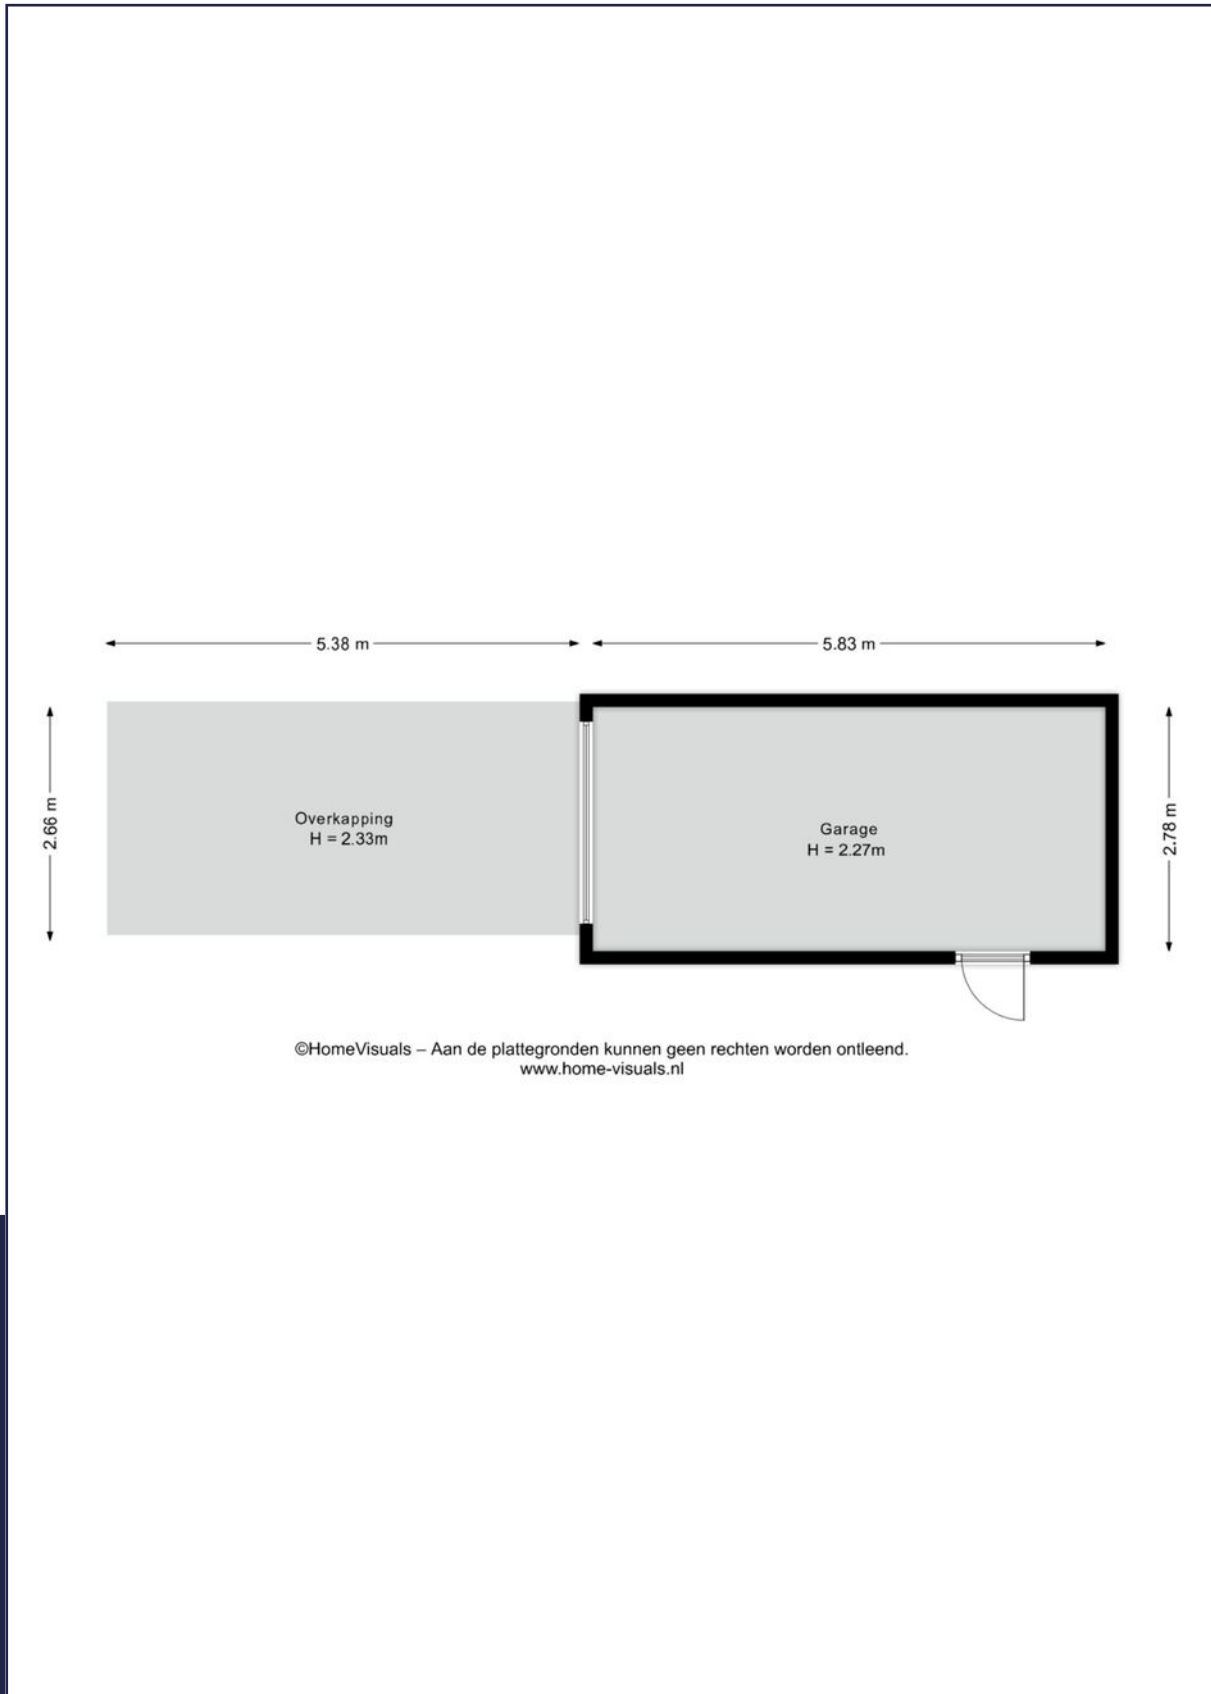 5.38 m
5.83 m
2.66 m
Overkapping
H = 2.33m
Garage
H = 2.27m
2.78 m
©HomeVisuals – Aan de plattegronden kunnen geen rechten worden ontleend.
www.home-visuals.nl